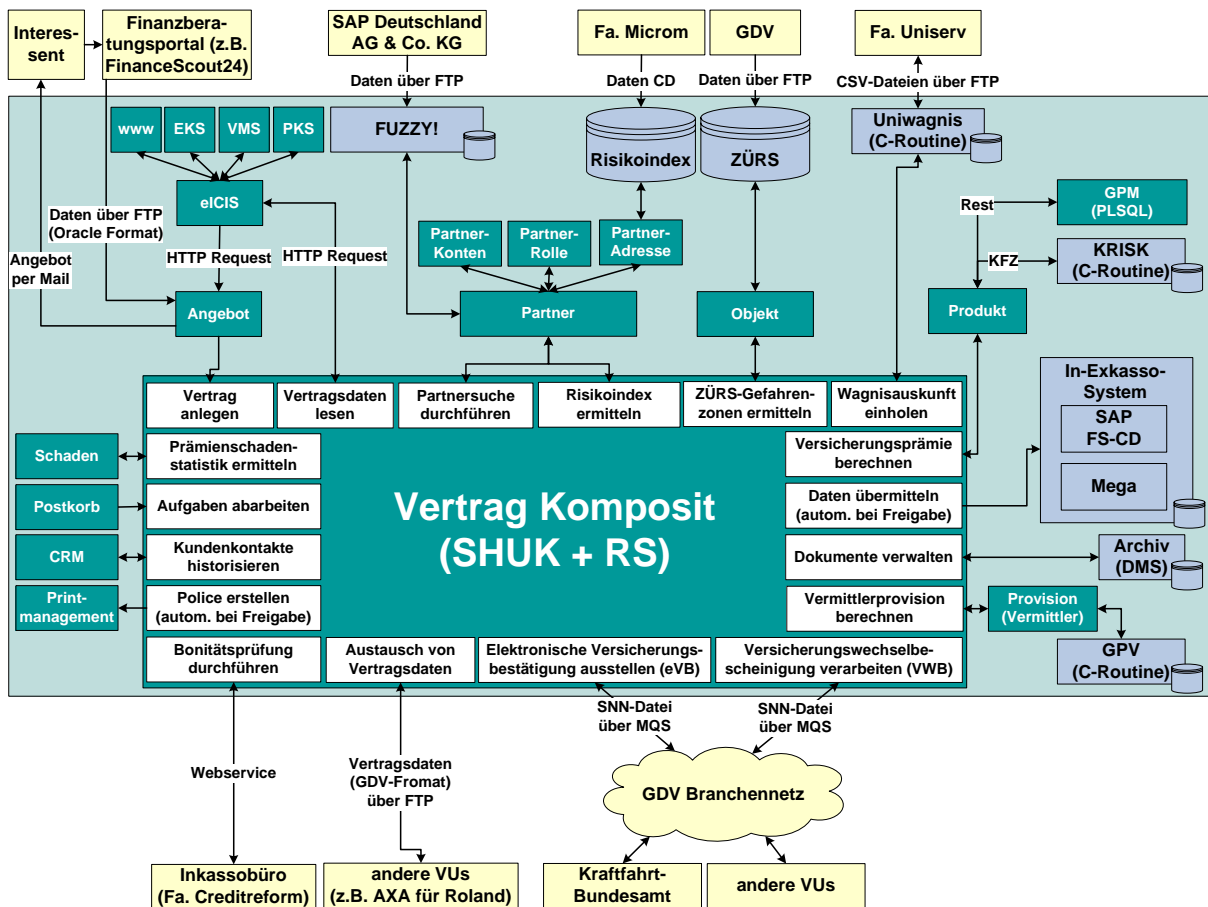 Interes-
sent
Finanzbera-
tungsportal (z.B.
FinanceScout24)
SAP Deutschland
AG & Co. KG
Fa. Microm
GDV
Fa. Uniserv
Daten über FTP
Daten CD
Daten über FTP
CSV-Dateien über FTP
www
EKS
VMS
PKS
FUZZY!
Risikoindex
ZÜRS
Uniwagnis
(C-Routine)
eICIS
GPM
(PLSQL)
Rest
Daten über FTP
(Oracle Format)
Partner-
Konten
Partner-
Rolle
Partner-
Adresse
KRISK
(C-Routine)
KFZ
HTTP Request
HTTP Request
Angebot
per Mail
Angebot
Partner
Objekt
Produkt
In-Exkasso-
System
SAP
FS-CD
Mega
Vertrag
anlegen
Vertragsdaten
lesen
Partnersuche
durchführen
Risikoindex
ermitteln
ZÜRS-Gefahren-
zonen ermitteln
Wagnisauskunft
einholen
Schaden
Prämienschaden-
statistik ermitteln
Versicherungsprämie
berechnen
Postkorb
Aufgaben abarbeiten
Vertrag Komposit
(SHUK + RS)
Daten übermitteln
(autom. bei Freigabe)
CRM
Kundenkontakte
historisieren
Dokumente verwalten
Archiv
(DMS)
Print-
management
Police erstellen
(autom. bei Freigabe)
Vermittlerprovision
berechnen
Provision
(Vermittler)
Bonitätsprüfung
durchführen
Austausch von
Vertragsdaten
Elektronische Versicherungs-
bestätigung ausstellen (eVB)
Versicherungswechselbe-
scheinigung verarbeiten (VWB)
GPV
(C-Routine)
SNN-Datei
über MQS
SNN-Datei
über MQS
Webservice
Vertragsdaten
(GDV-Fromat)
über FTP
GDV Branchennetz
Inkassobüro
(Fa. Creditreform)
andere VUs
(z.B. AXA für Roland)
Kraftfahrt-
Bundesamt
andere VUs